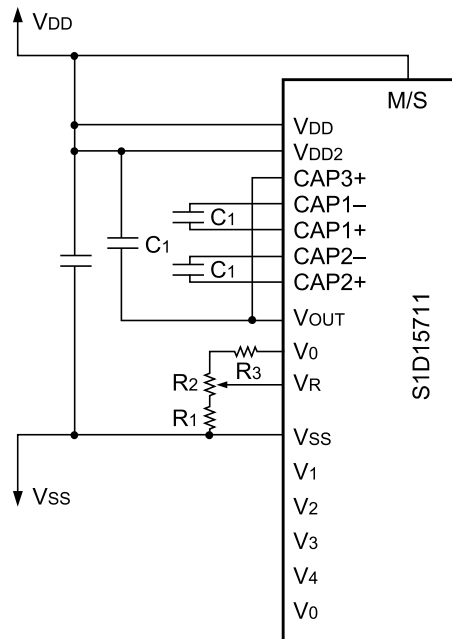 VDD
M/S
VDD
VDD2
CAP3+
CAP1–
C1
CAP1+
C1
CAP2–
C1
CAP2+
VOUT
V0
R3
R2
VR
R1
VSS
VSS
V1
V2
V3
V4
V0
S1D15711